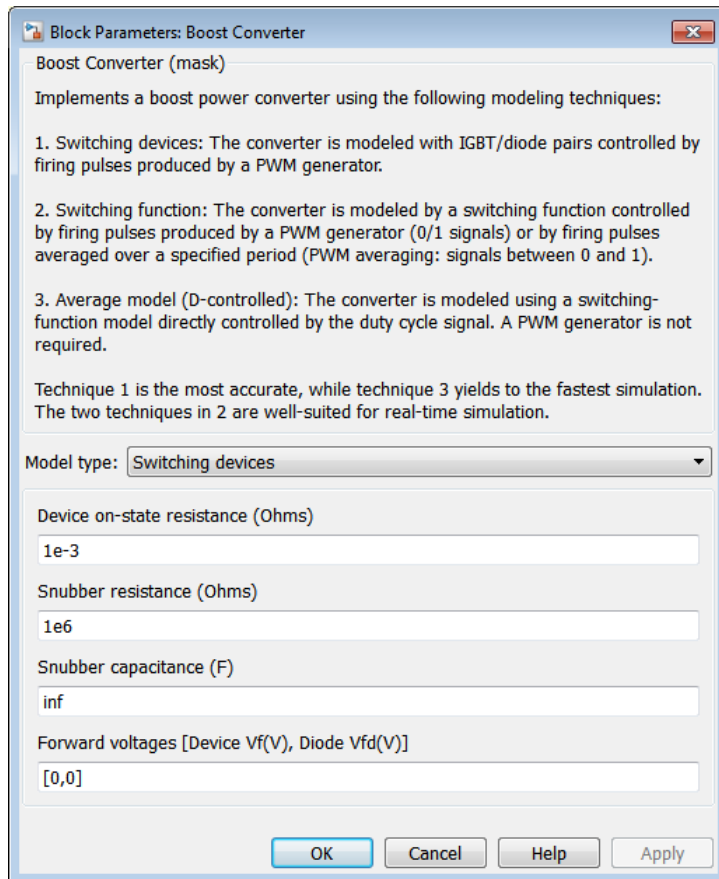 Block Parameters: Boost Converter
Boost Converter (mask)
Implements a boost power converter using the following modeling techniques:
1. Switching devices: The converter is modeled with IGBT/diode pairs controlled by
firing pulses produced by a PWM generator.
2. Switching function: The converter is modeled by a switching function controlled
by firing pulses produced by a PWM generator (0/1 signals) or by firing pulses
averaged over a specified period (PWM averaging: signals between 0 and 1).
3. Average model (D-controlled): The converter is modeled using a switching-
function model directly controlled by the duty cycle signal. A PWM generator is not
required.
Technique 1 is the most accurate, while technique 3 yields to the fastest simulation.
The two techniques in 2 are well-suited for real-time simulation.
Model type: Switching devices
Device on-state resistance (Ohms)
1e-3
Snubber resistance (Ohms)
1e6
Snubber capacitance (F)
inf
Forward voltages [Device Vf(V), Diode Vfd(V)]
[0,0]
OK Cancel Help Apply